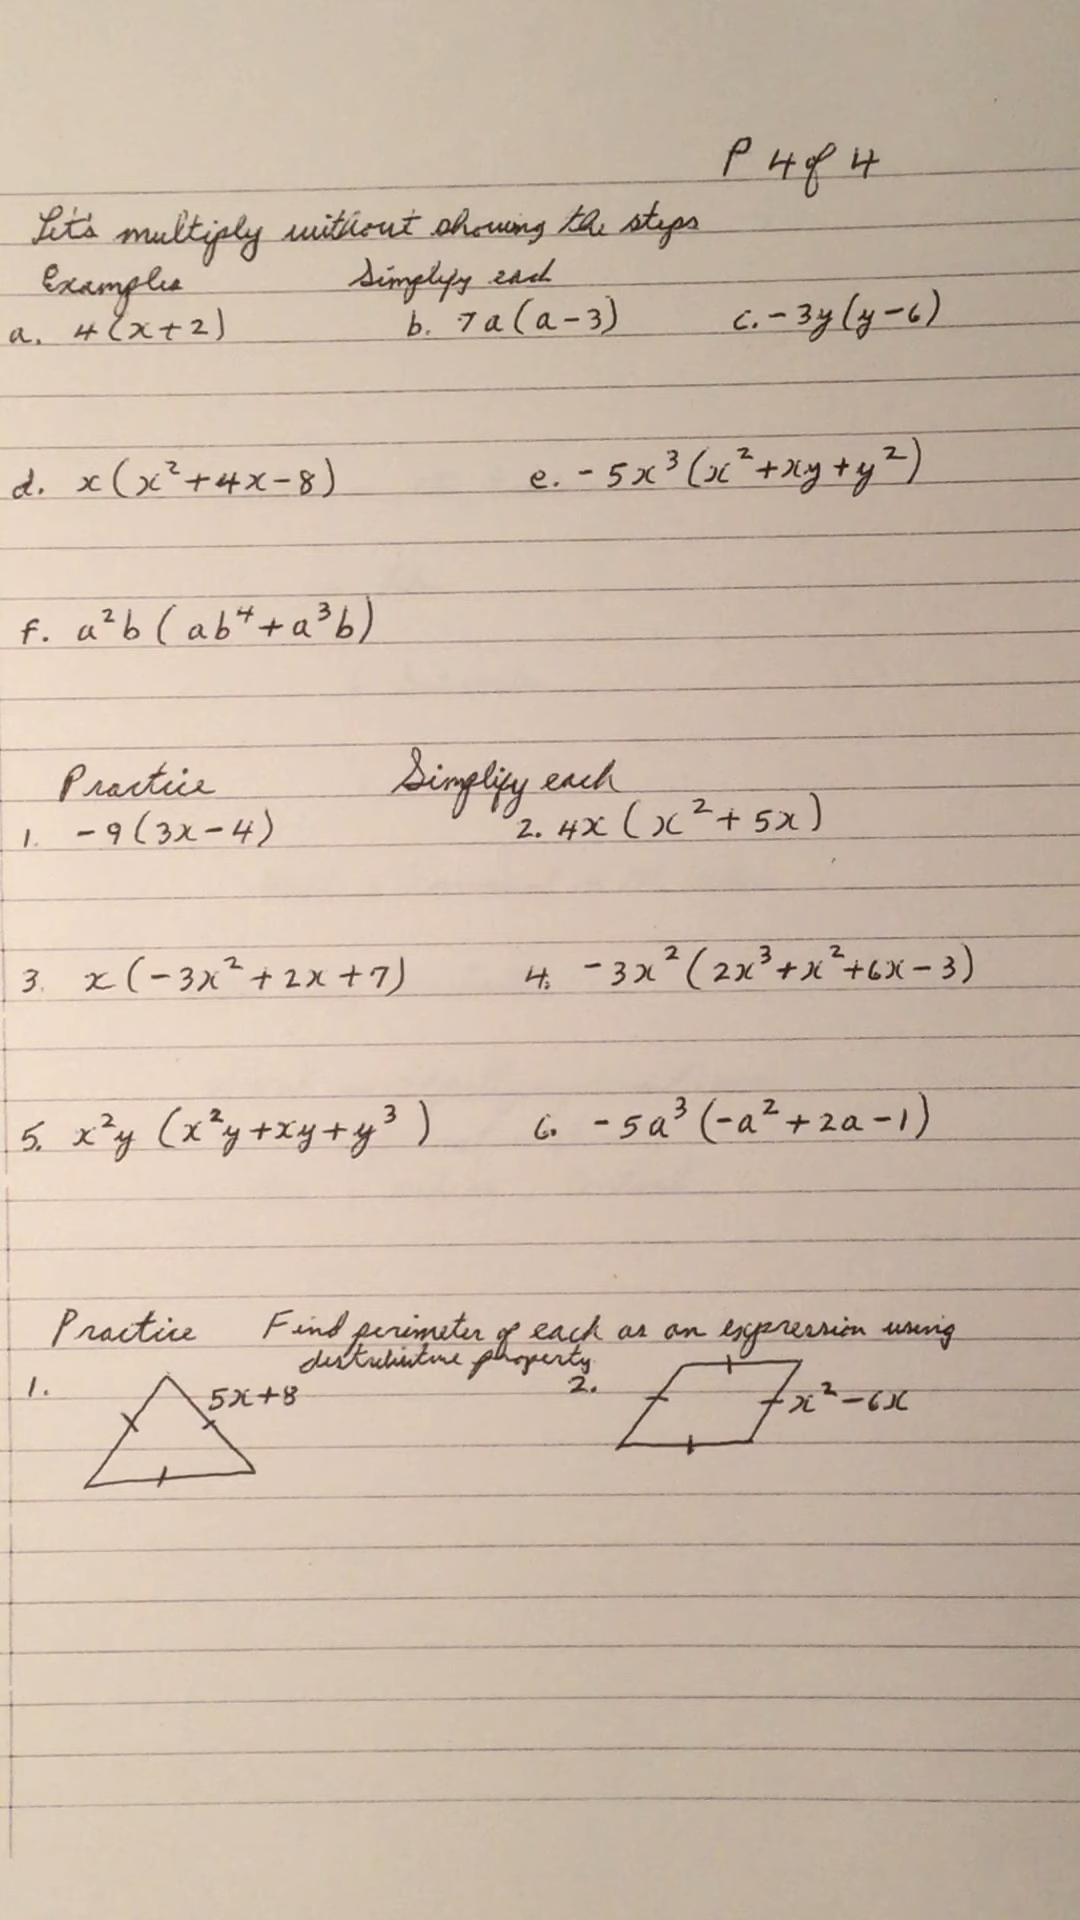 P 4 of 4
Let's multiply without showing the steps
Examples Simplify each
a. 4(x+2) b. 7a(a-3) c. -3y(y-6)
d. x(x²+4x-8) e. -5x³(x²+xy+y²)
f. a²b(ab⁴+a³b)
Practice Simplify each
1. -9(3x-4) 2. 4x(x²+5x)
3. x(-3x²+2x+7) 4. -3x²(2x³+x²+6x-3)
5. x²y(x²y+xy+y³) 6. -5a³(-a²+2a-1)
Practice Find perimeter of each as an expression using
distributive property
1. 5x+8 2. x²-6x